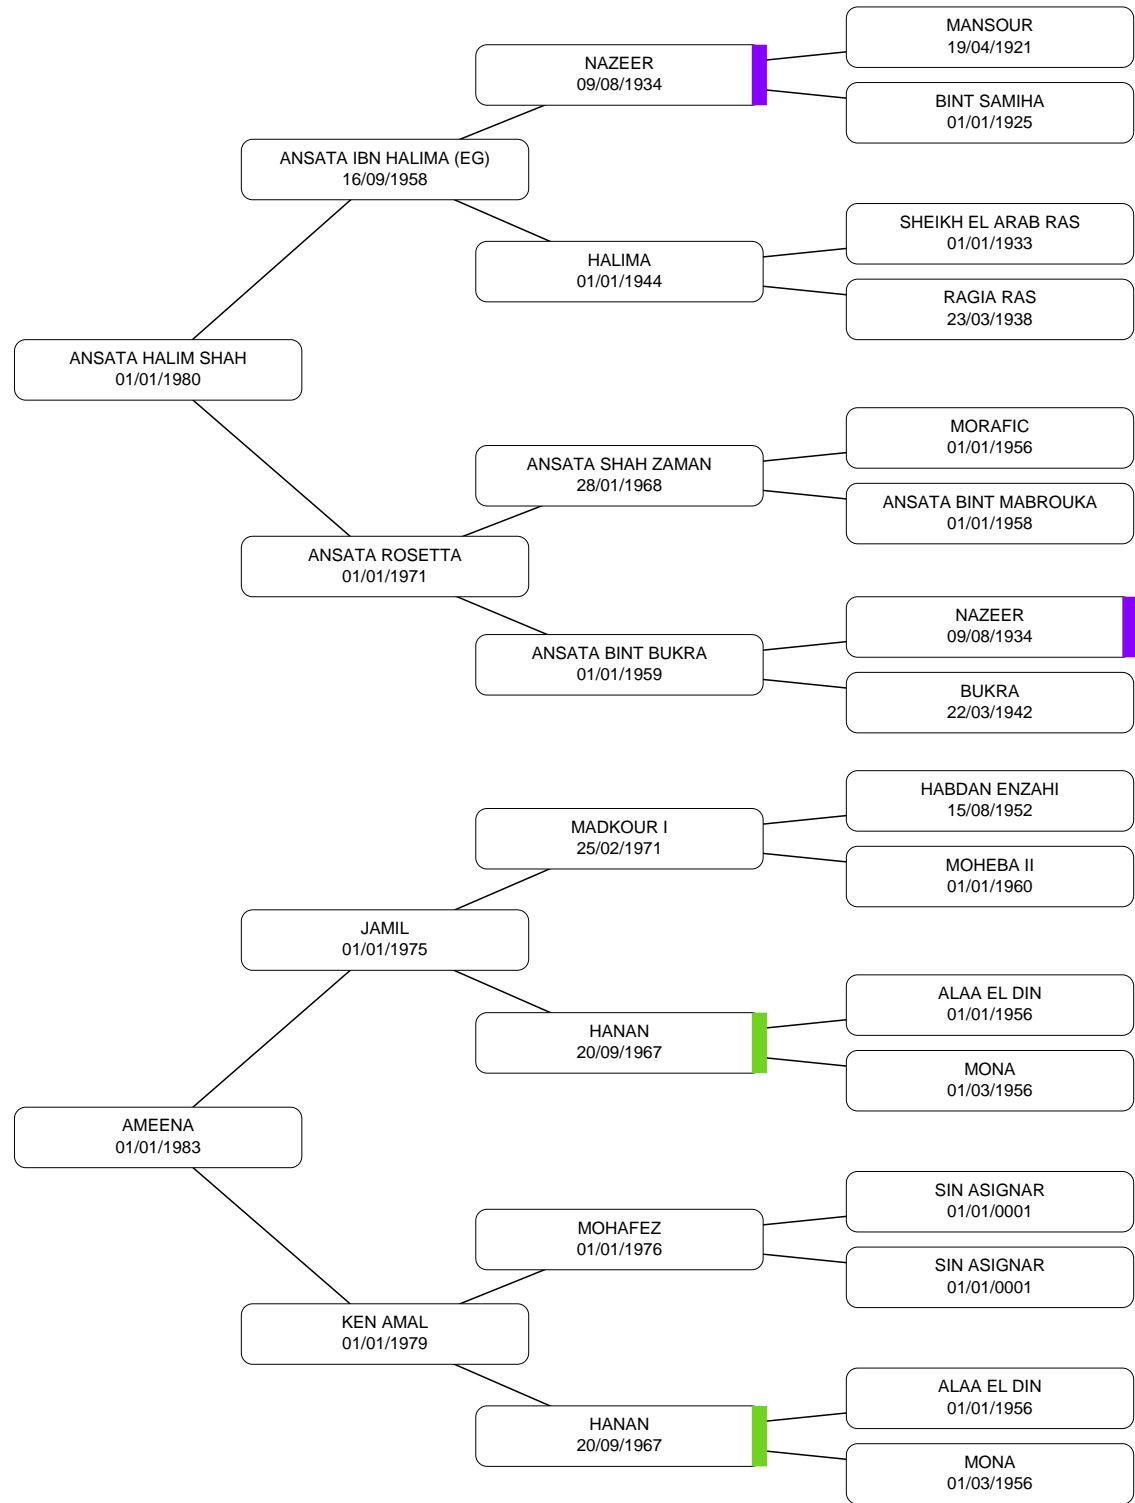 MANSOUR
19/04/1921
NAZEER
09/08/1934
BINT SAMIHA
01/01/1925
ANSATA IBN HALIMA (EG)
16/09/1958
SHEIKH EL ARAB RAS
01/01/1933
HALIMA
01/01/1944
RAGIA RAS
23/03/1938
ANSATA HALIM SHAH
01/01/1980
MORAFIC
01/01/1956
ANSATA SHAH ZAMAN
28/01/1968
ANSATA BINT MABROUKA
01/01/1958
ANSATA ROSETTA
01/01/1971
NAZEER
09/08/1934
ANSATA BINT BUKRA
01/01/1959
BUKRA
22/03/1942
HABDAN ENZAHI
15/08/1952
MADKOUR I
25/02/1971
MOHEBA II
01/01/1960
JAMIL
01/01/1975
ALAA EL DIN
01/01/1956
HANAN
20/09/1967
MONA
01/03/1956
AMEENA
01/01/1983
SIN ASIGNAR
01/01/0001
MOHAFEZ
01/01/1976
SIN ASIGNAR
01/01/0001
KEN AMAL
01/01/1979
ALAA EL DIN
01/01/1956
HANAN
20/09/1967
MONA
01/03/1956